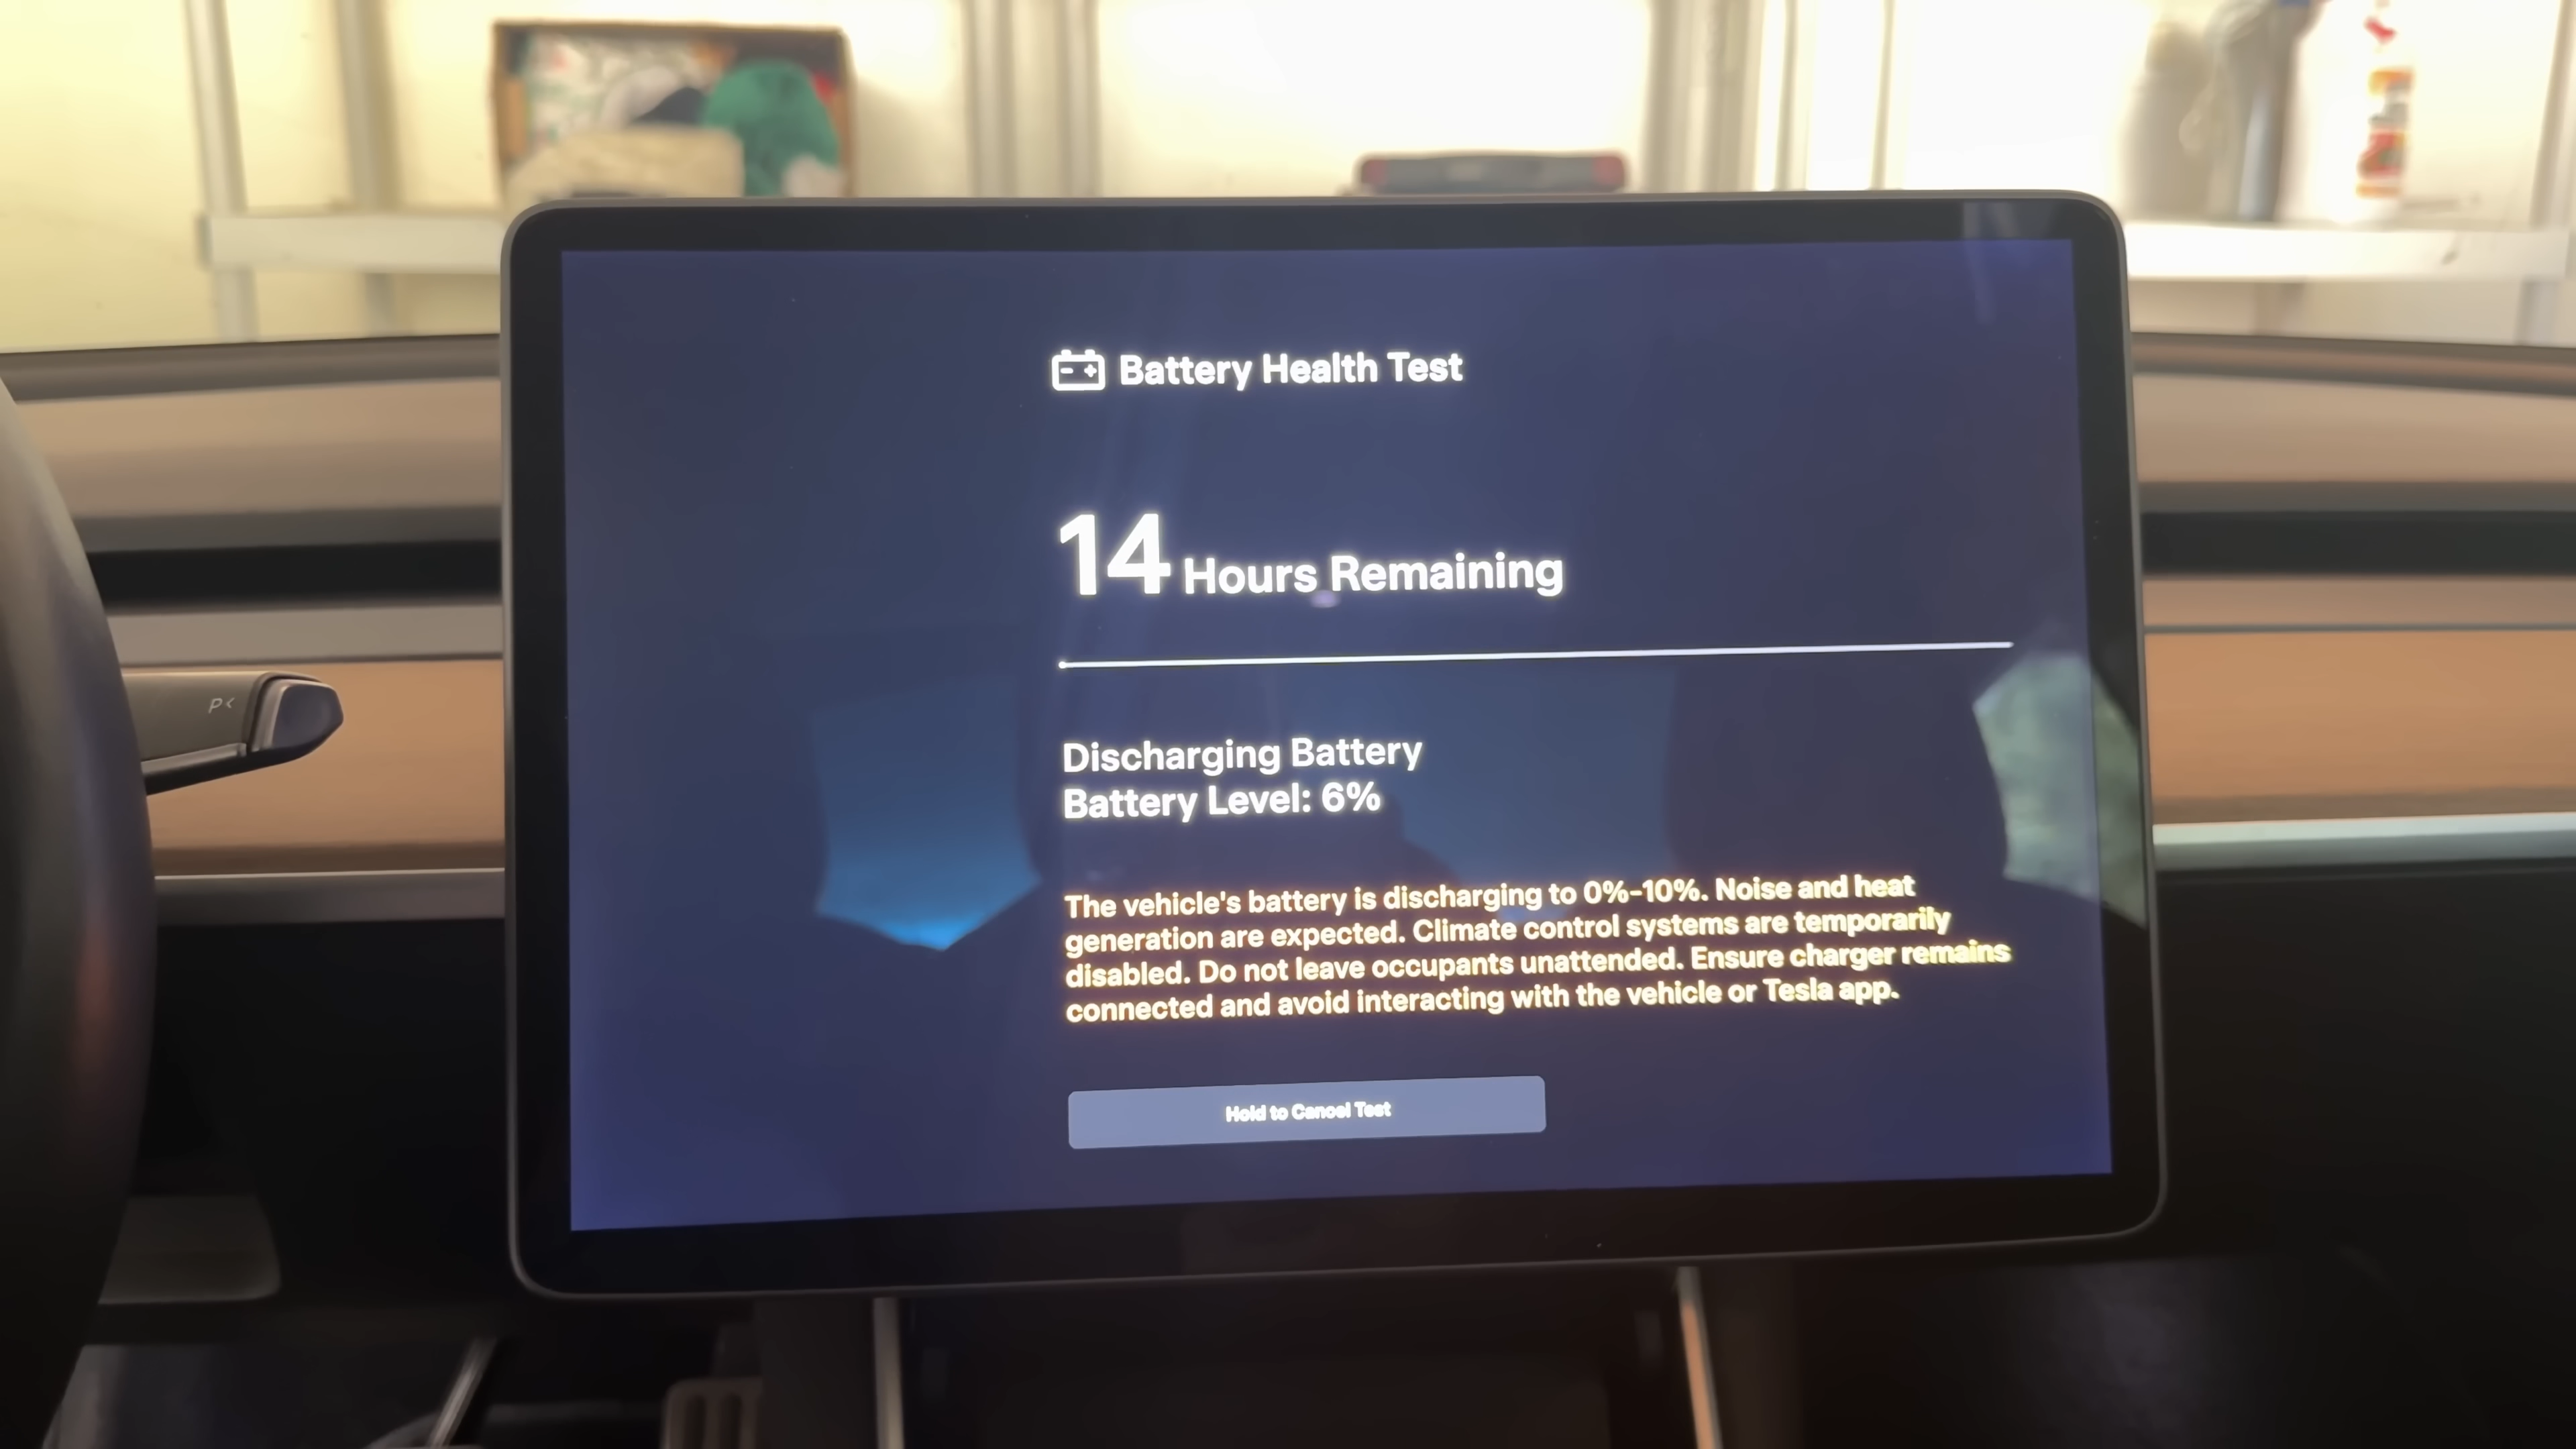 Battery Health Test
14 Hours Remaining
Discharging Battery
Battery Level: 6%
The vehicle's battery is discharging to 0%-10%. Noise and heat
generation are expected. Climate control systems are temporarily
disabled. Do not leave occupants unattended. Ensure charger remains
connected and avoid interacting with the vehicle or Tesla app.
Hold to Cancel Test
P<